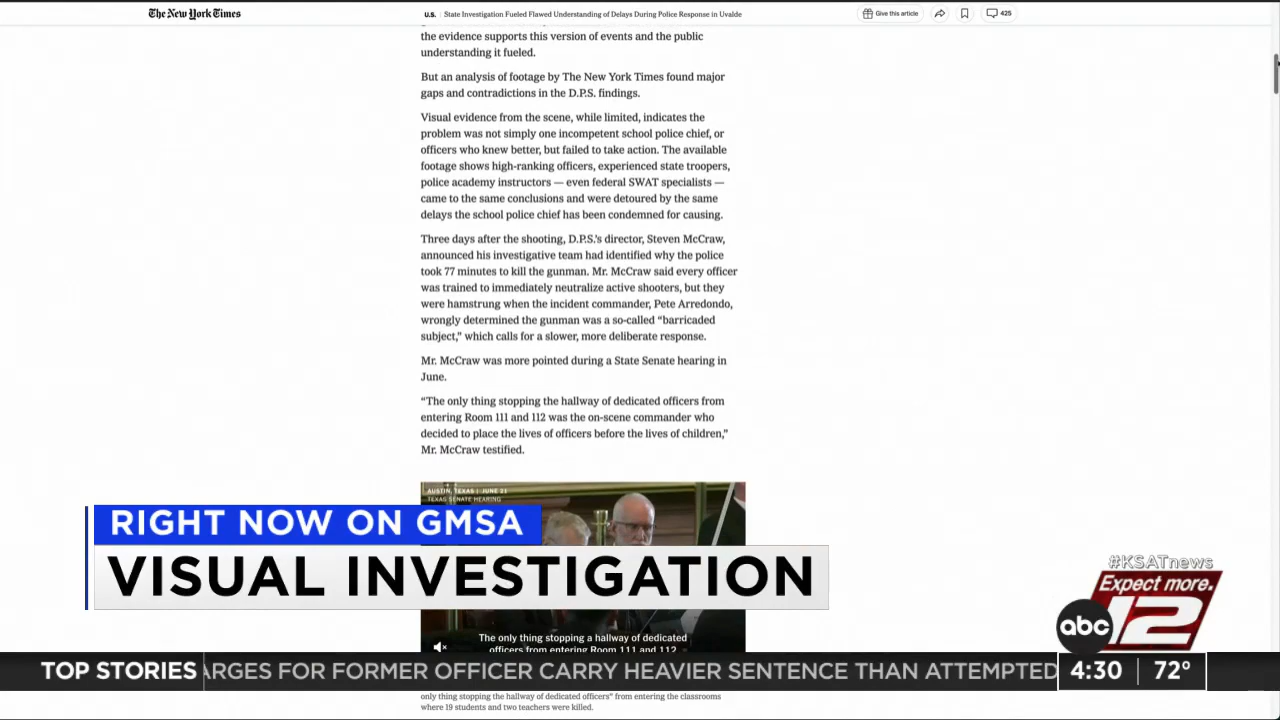 The New York Times
U.S. | State Investigation Fueled Flawed Understanding of Delays During Police Response in Uvalde
Give this article
425
the evidence supports this version of events and the public
understanding it fueled.
But an analysis of footage by The New York Times found major
gaps and contradictions in the D.P.S. findings.
Visual evidence from the scene, while limited, indicates the
problem was not simply one incompetent school police chief, or
officers who knew better, but failed to take action. The available
footage shows high-ranking officers, experienced state troopers,
police academy instructors — even federal SWAT specialists —
came to the same conclusions and were detoured by the same
delays the school police chief has been condemned for causing.
Three days after the shooting, D.P.S.'s director, Steven McCraw,
announced his investigative team had identified why the police
took 77 minutes to kill the gunman. Mr. McCraw said every officer
was trained to immediately neutralize active shooters, but they
were hamstrung when the incident commander, Pete Arredondo,
wrongly determined the gunman was a so-called “barricaded
subject,” which calls for a slower, more deliberate response.
Mr. McCraw was more pointed during a State Senate hearing in
June.
“The only thing stopping the hallway of dedicated officers from
entering Room 111 and 112 was the on-scene commander who
decided to place the lives of officers before the lives of children,”
Mr. McCraw testified.
AUSTIN, TEXAS | JUNE 21
TEXAS SENATE HEARING
RIGHT NOW ON GMSA
VISUAL INVESTIGATION
#KSATnews
Expect more.
abc 12
The only thing stopping a hallway of dedicated
officers from entering Room 111 and 112
TOP STORIES ARGES FOR FORMER OFFICER CARRY HEAVIER SENTENCE THAN ATTEMPTED 4:30 72°
only thing stopping the hallway of dedicated officers” from entering the classrooms
where 19 students and two teachers were killed.